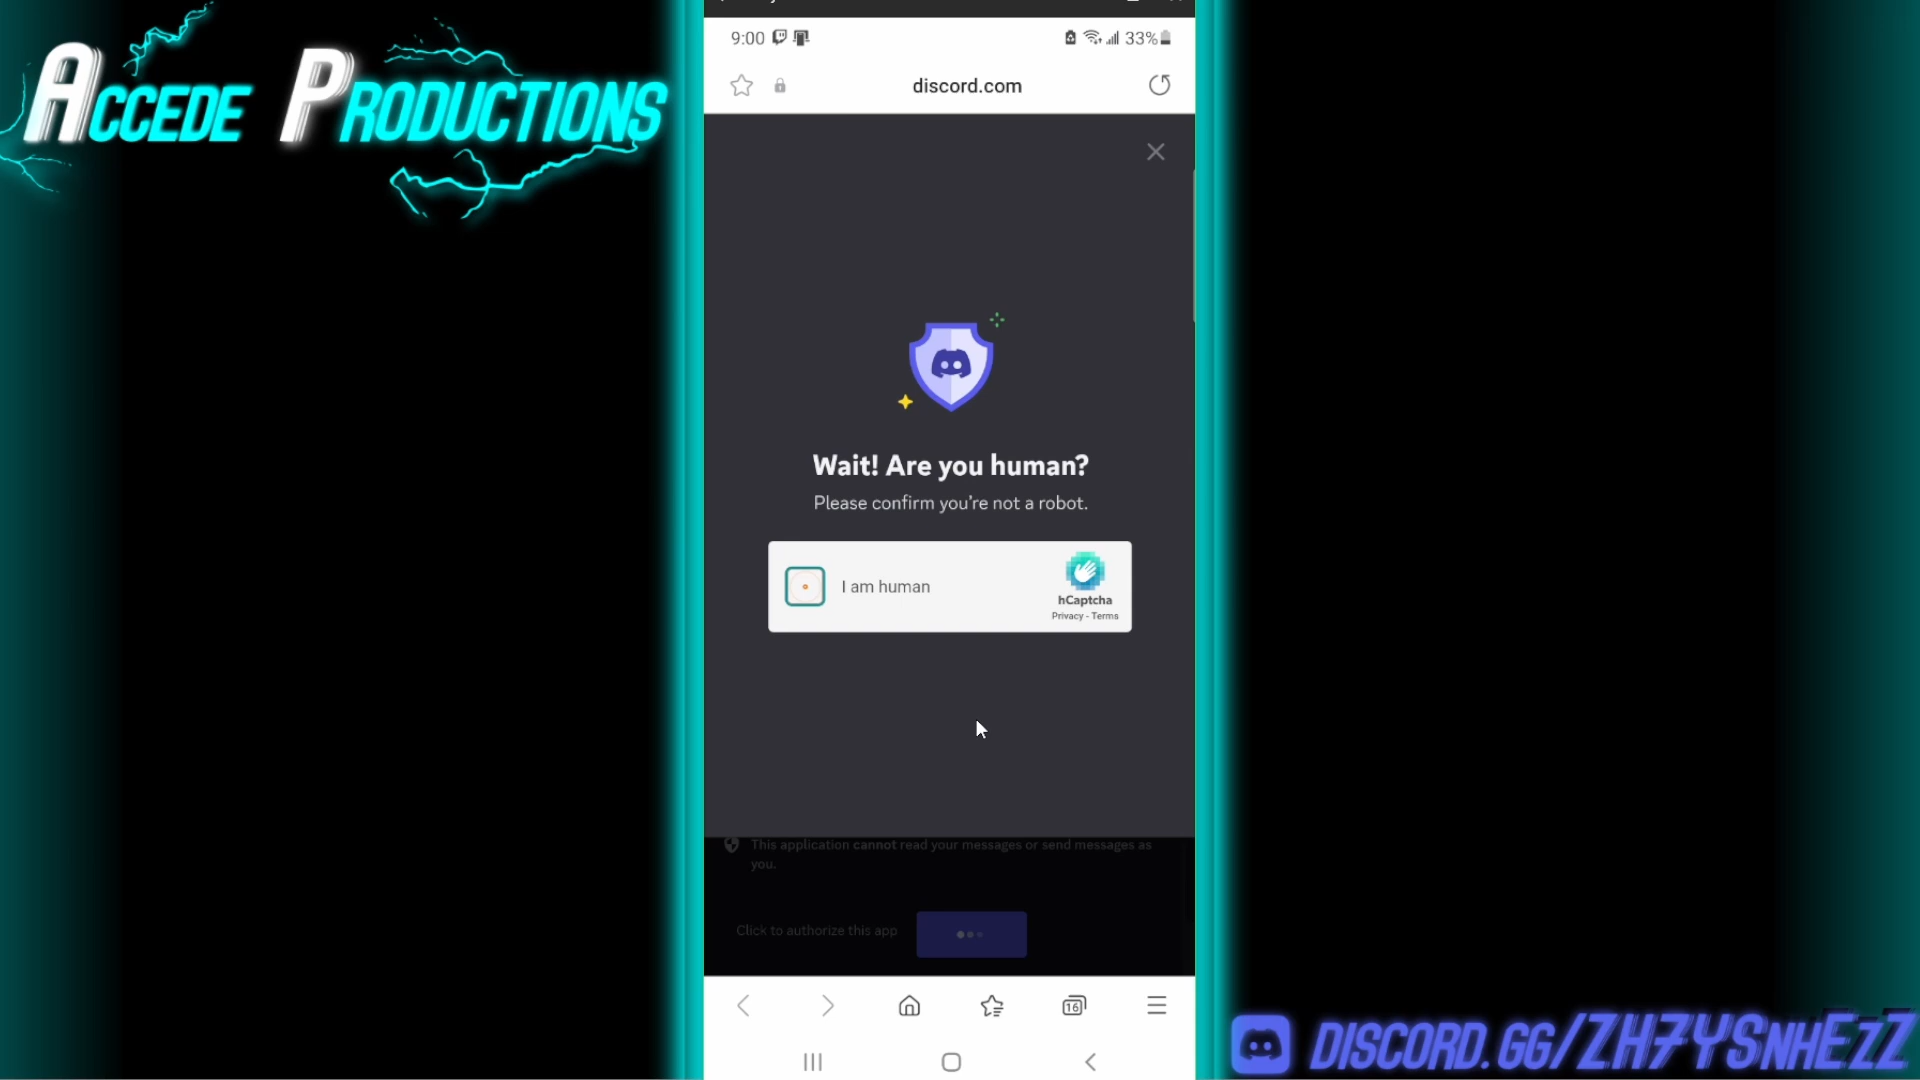 ACCEDE PRODUCTIONS
9:00
33%
discord.com
Wait! Are you human?
Please confirm you're not a robot.
I am human
hCaptcha
Privacy - Terms
This application cannot read your messages or send messages as
you.
Click to authorize this app
16
DISCORD.GG/ZH7YSNHEZZ